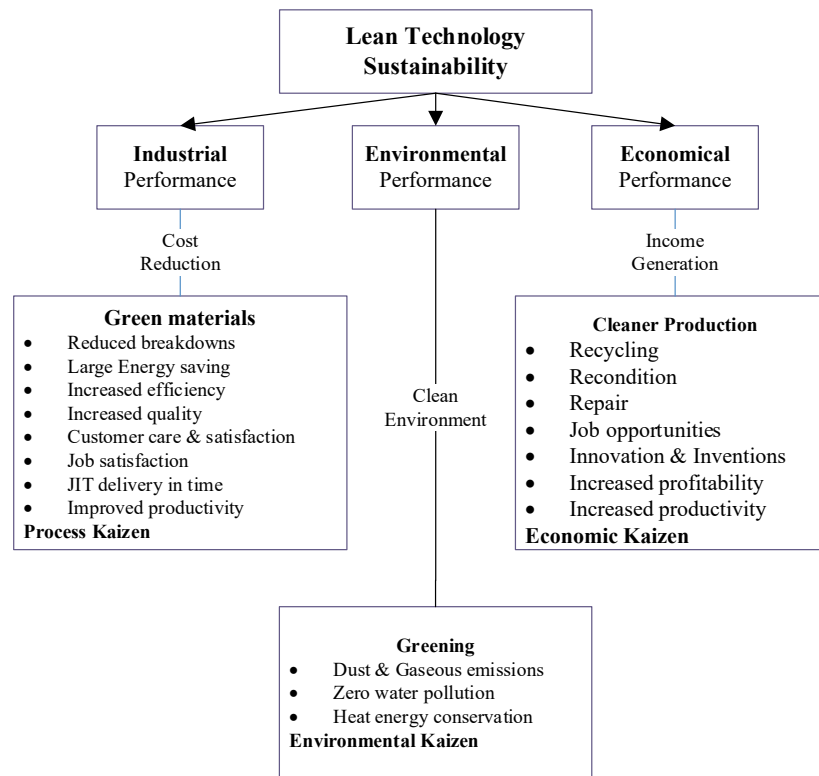 Lean Technology
Sustainability
Industrial
Performance
Environmental
Performance
Economical
Performance
Cost
Reduction
Income
Generation
Green materials
• Reduced breakdowns
• Large Energy saving
• Increased efficiency
• Increased quality
• Customer care & satisfaction
• Job satisfaction
• JIT delivery in time
• Improved productivity
Process Kaizen
Clean
Environment
Cleaner Production
• Recycling
• Recondition
• Repair
• Job opportunities
• Innovation & Inventions
• Increased profitability
• Increased productivity
Economic Kaizen
Greening
• Dust & Gaseous emissions
• Zero water pollution
• Heat energy conservation
Environmental Kaizen